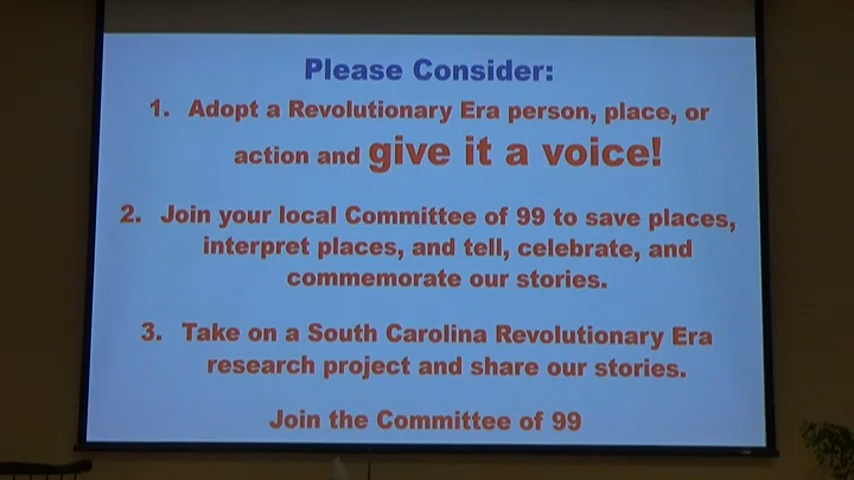 Please Consider:
1. Adopt a Revolutionary Era person, place, or
action and give it a voice!
2. Join your local Committee of 99 to save places,
interpret places, and tell, celebrate, and
commemorate our stories.
3. Take on a South Carolina Revolutionary Era
research project and share our stories.
Join the Committee of 99